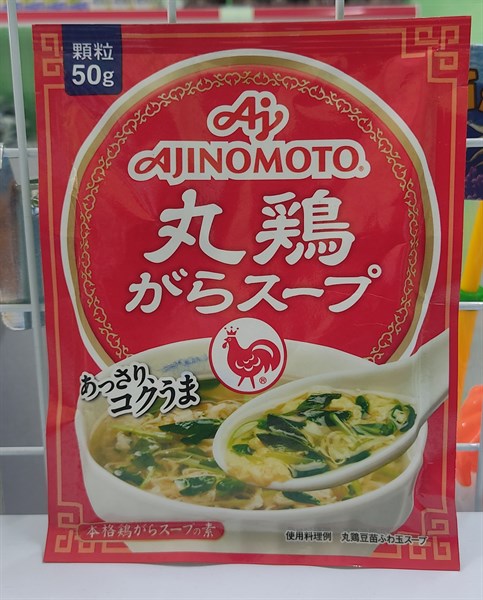 顆粒
50g
Aj
AJINOMOTO®
丸鶏
がらスープ
®
あっさり
コクうま
本格鶏がらスープの素
使用料理例 丸鶏豆苗ふわ玉スープ